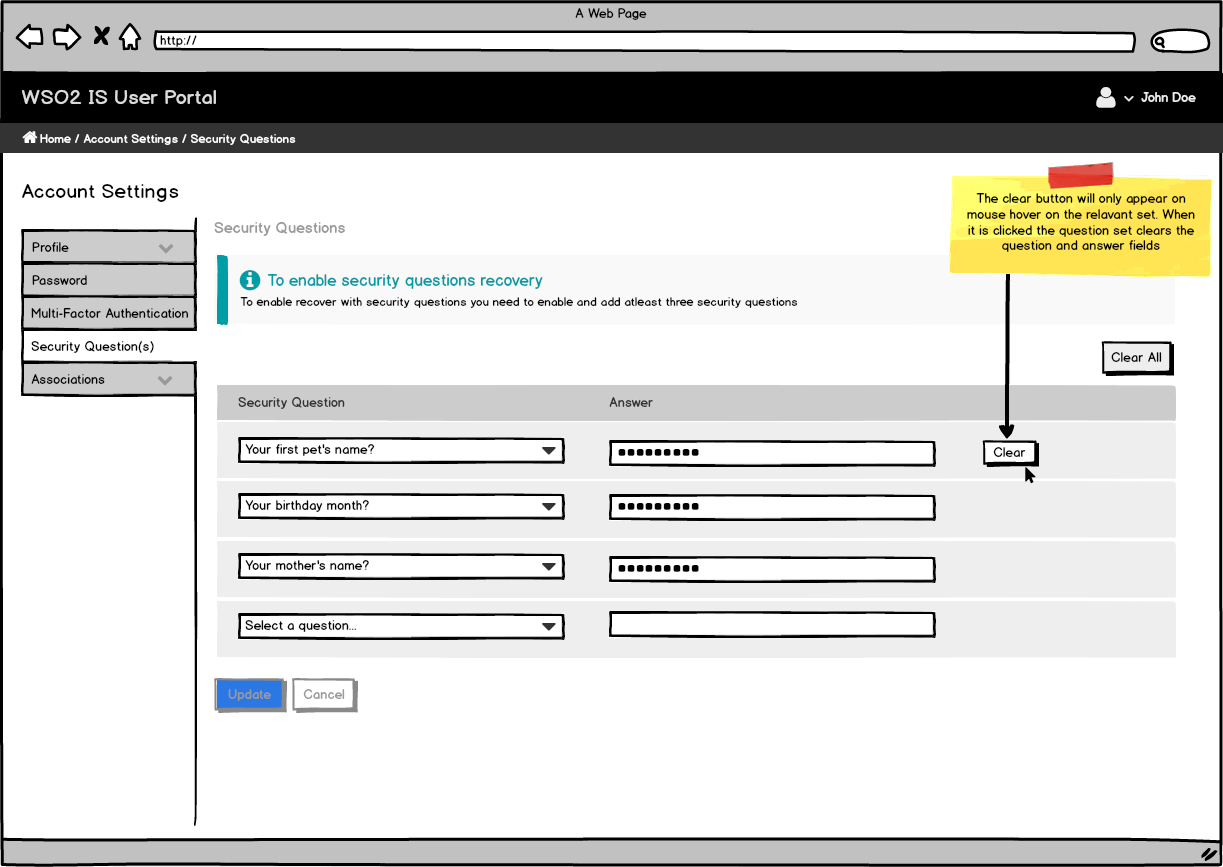 A Web Page
http://
WSO2 IS User Portal
John Doe
Home / Account Settings / Security Questions
Account Settings
The clear button will only appear on
mouse hover on the relavant set. When
it is clicked the question set clears the
question and answer fields
Profile
Password
Multi-Factor Authentication
Security Question(s)
Associations
Security Questions
To enable security questions recovery
To enable recover with security questions you need to enable and add atleast three security questions
Clear All
Security Question Answer
Your first pet's name? ●●●●●●●●● Clear
Your birthday month? ●●●●●●●●●
Your mother's name? ●●●●●●●●●
Select a question...
Update Cancel